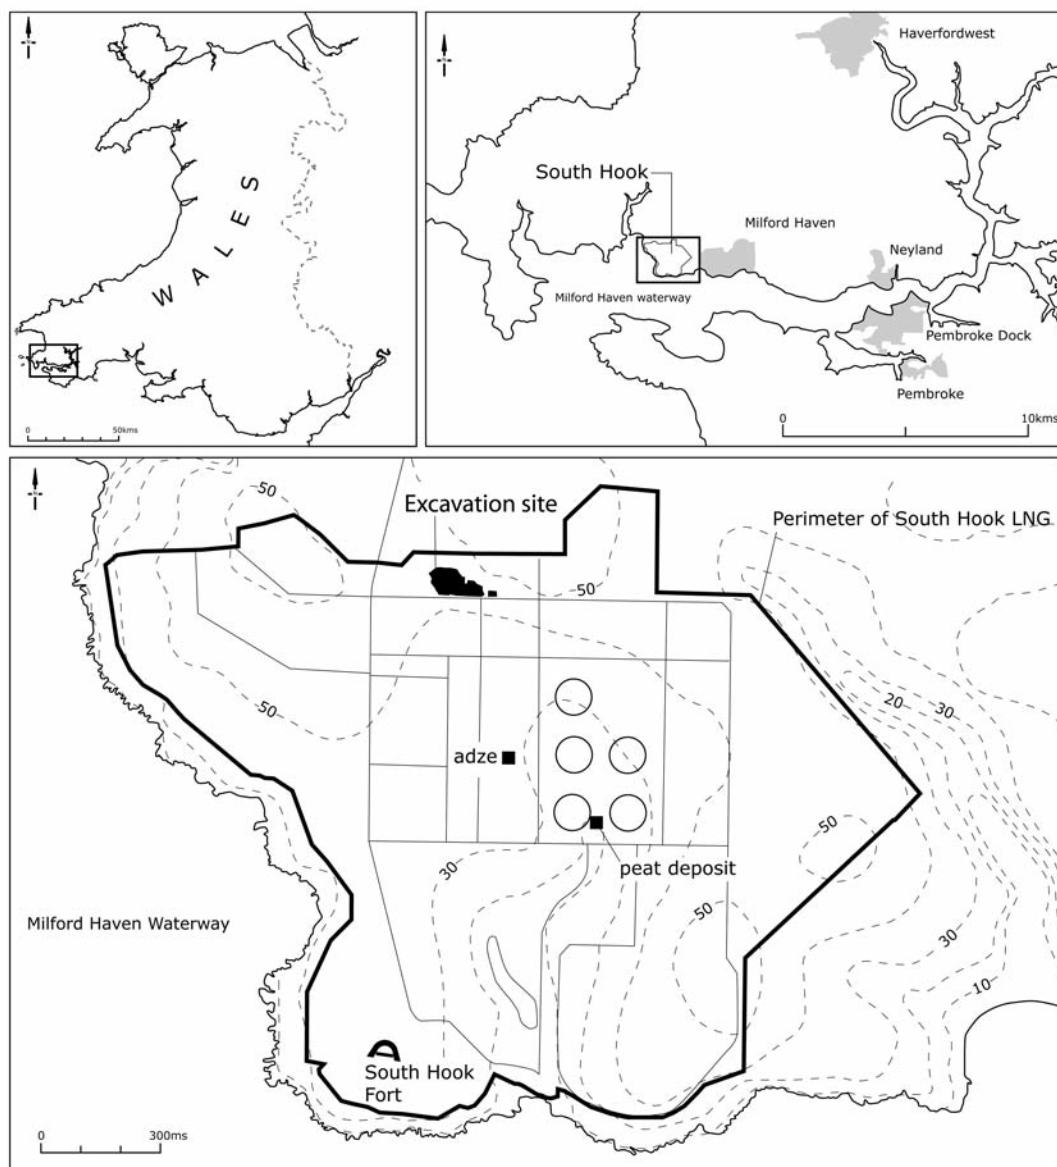 WALES
0
50kms
Haverfordwest
South Hook
Milford Haven
Neyland
Milford Haven waterway
Pembroke Dock
Pembroke
0
10kms
50
Excavation site
Perimeter of South Hook LNG
50
20
30
50
adze
50
peat deposit
30
50
Milford Haven Waterway
30
10
South Hook
Fort
0
300ms